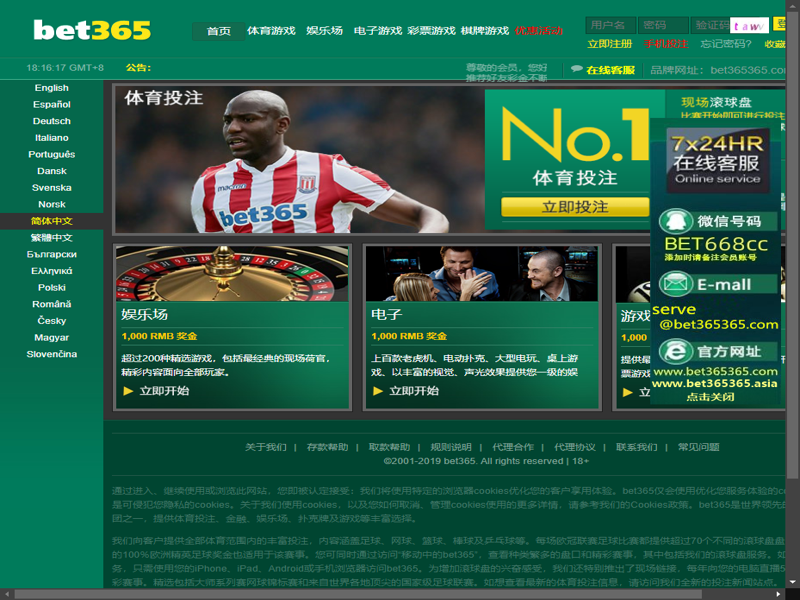 bet365
首页 体育游戏 娱乐场 电子游戏 彩票游戏 棋牌游戏 优惠活动
用户名 密码 验证码
立即注册 忘记密码? 收藏
18:16:17 GMT+8 公告:
尊敬的会员，您好
推荐好友彩金不断
在线客服 品牌网址: bet365365.co
English
Español
Deutsch
Italiano
Português
Dansk
Svenska
Norsk
简体中文
繁體中文
Български
Ελληνικά
Polski
Română
Česky
Magyar
Slovenčina
体育投注
macron
bet365
No.1
体育投注
立即投注
现场滚球盘
比赛开始即可进行投注
7x24HR
在线客服
Online service
微信号码
BET668cc
添加时请备注会员账号
E-mall
serve
@bet365365.com
官方网址
www.bet365365.com
www.bet365365.asia
点击关闭
娱乐场
1,000 RMB 奖金
超过200种精选游戏，包括最经典的现场荷官，
精彩内容面向全部玩家。
立即开始
电子
1,000 RMB 奖金
上百款老虎机、电动扑克、大型电玩、桌上游
戏、以丰富的视觉、声光效果提供您一级的娱
立即开始
游戏
1,000
提供最
票游戏
立
关于我们 | 存款帮助 | 取款帮助 | 规则说明 | 代理合作 | 代理协议 | 联系我们 | 常见问题
©2001-2019 bet365. All rights reserved | 18+
通过进入、继续使用或浏览此网站，您即被认定接受：我们将使用特定的浏览器cookies优化您的客户享用体验。bet365仅会使用优化您服务体验的co
是可侵犯您隐私的cookies。关于我们使用cookies，以及您如何取消、管理cookies使用的更多详情，请参考我们的Cookies政策。bet365是世界领先的
团之一，提供体育投注、金融、娱乐场、扑克牌及游戏等丰富选择。
我们向客户提供全部体育范围内的丰富投注，内容涵盖足球、网球、篮球、棒球及乒乓球等。每场欧冠联赛足球比赛都提供超过70个不同的滚球盘盘
的100%欧洲精英足球奖金也适用于该赛事。您可同时通过访问“移动中的bet365”，查看种类繁多的盘口和精彩赛事，其中包括我们的滚球盘服务。如
务，只需使用您的iPhone、iPad、Android或手机浏览访问bet365。为增加滚球盘的兴奋感受，我们还特别推出了现场链接，每年向您的电脑直播5
彩赛事。精选包括大师系列赛网球锦标赛和来自世界各地顶尖的国家级足球联赛。如想查看最新的体育投注信息，请访问我们全新的投注新闻站点。